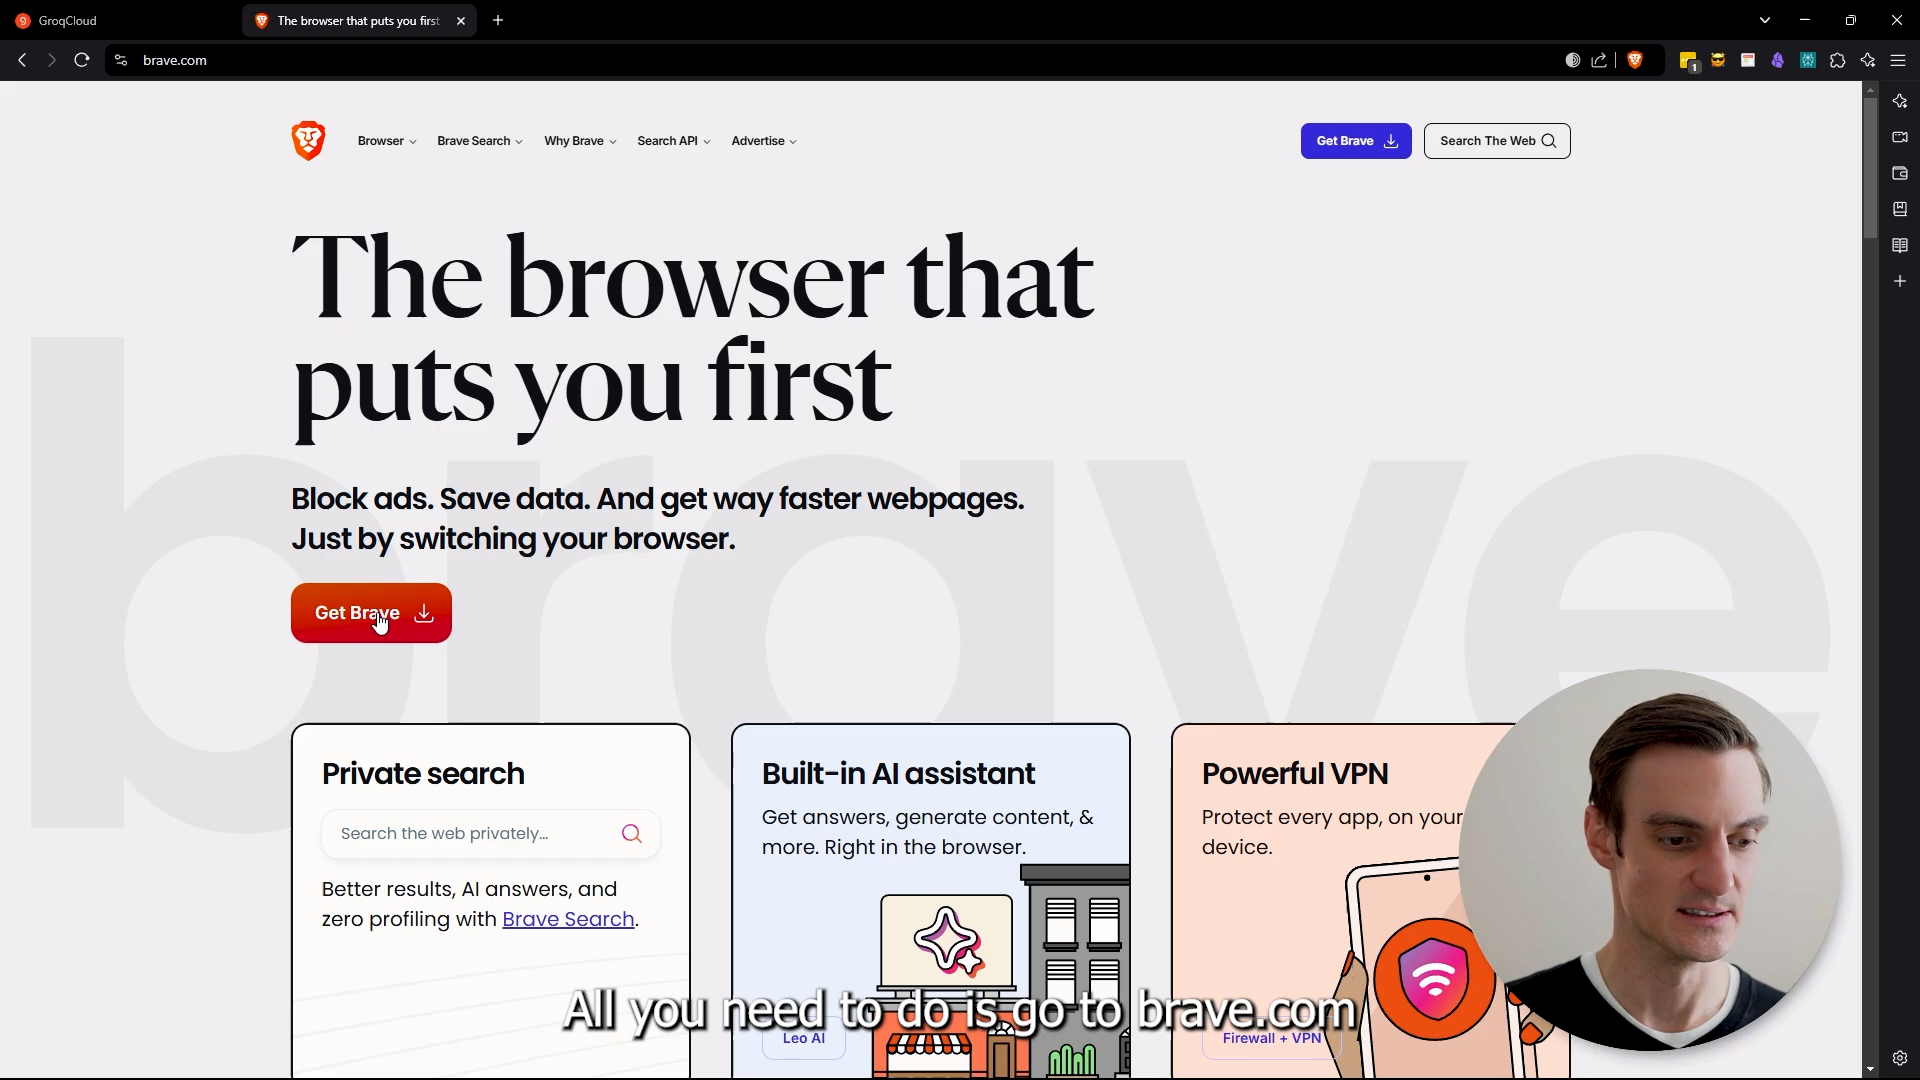 GroqCloud
The browser that puts you first
brave.com
1
Browser
Brave Search
Why Brave
Search API
Advertise
Get Brave
Search The Web
The browser that
puts you first
Block ads. Save data. And get way faster webpages.
Just by switching your browser.
Get Brave
brave
Private search
Search the web privately...
Better results, AI answers, and
zero profiling with Brave Search.
Built-in AI assistant
Get answers, generate content, &
more. Right in the browser.
Leo AI
Powerful VPN
Protect every app, on your
device.
Firewall + VPN
All you need to do is go to brave.com